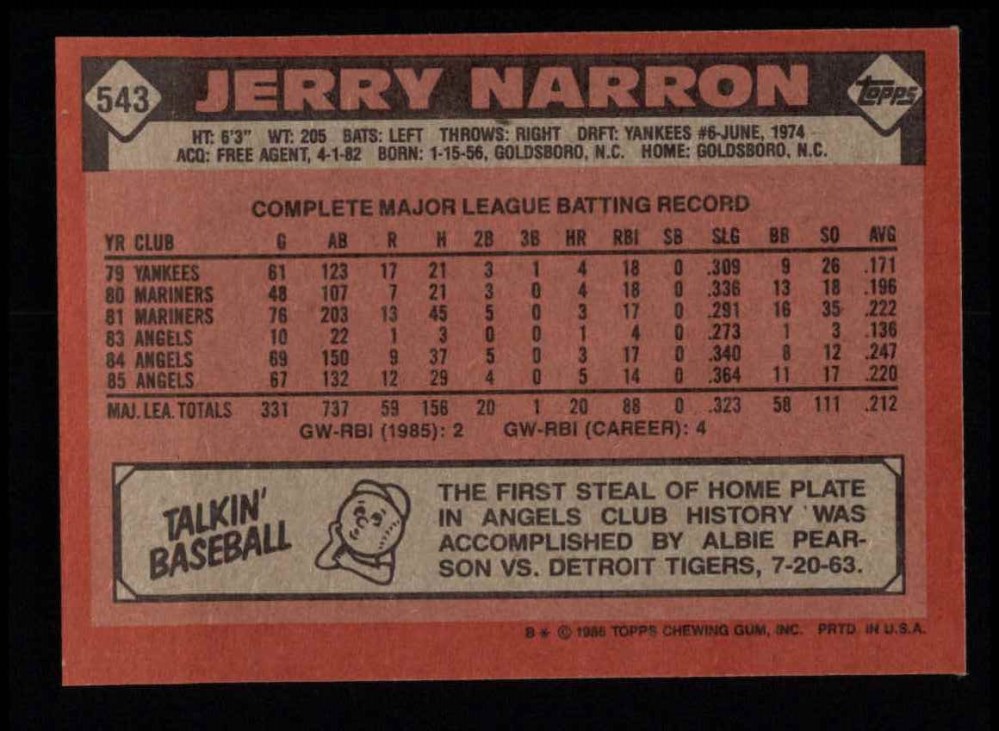 543 JERRY NARRON Topps
HT: 6'3" WT: 205 BATS: LEFT THROWS: RIGHT DRFT: YANKEES #6-JUNE, 1974
ACQ: FREE AGENT, 4-1-82 BORN: 1-15-56, GOLDSBORO, N.C. HOME: GOLDSBORO, N.C.
COMPLETE MAJOR LEAGUE BATTING RECORD
YR CLUB G AB R H 2B 3B HR RBI SB SLG BB SO AVG
79 YANKEES 61 123 17 21 3 1 4 18 0 .309 9 26 .171
80 MARINERS 48 107 7 21 3 0 4 18 0 .336 13 18 .196
81 MARINERS 76 203 13 45 5 0 3 17 0 .291 16 35 .222
83 ANGELS 10 22 1 3 0 0 1 4 0 .273 1 3 .136
84 ANGELS 69 150 9 37 5 0 3 17 0 .340 8 12 .247
85 ANGELS 67 132 12 29 4 0 5 14 0 .364 11 17 .220
MAJ. LEA. TOTALS 331 737 59 156 20 1 20 88 0 .323 58 111 .212
GW-RBI (1985): 2 GW-RBI (CAREER): 4
TALKIN'
BASEBALL
THE FIRST STEAL OF HOME PLATE
IN ANGELS CLUB HISTORY WAS
ACCOMPLISHED BY ALBIE PEAR-
SON VS. DETROIT TIGERS, 7-20-63.
B* © 1986 TOPPS CHEWING GUM, INC. PRTD. IN U.S.A.